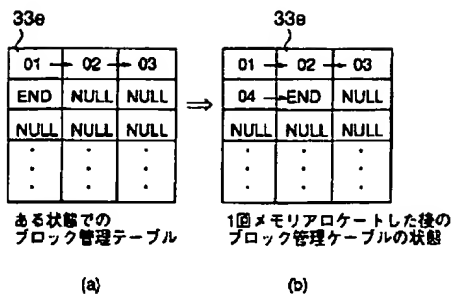 33e 33e
01 → 02 → 03 01 → 02 → 03
END NULL NULL ⇒ 04 → END NULL
NULL NULL NULL NULL NULL NULL
ある状態での 1回メモリアロケートした後の
ブロック管理テーブル ブロック管理ケーブルの状態
(a) (b)